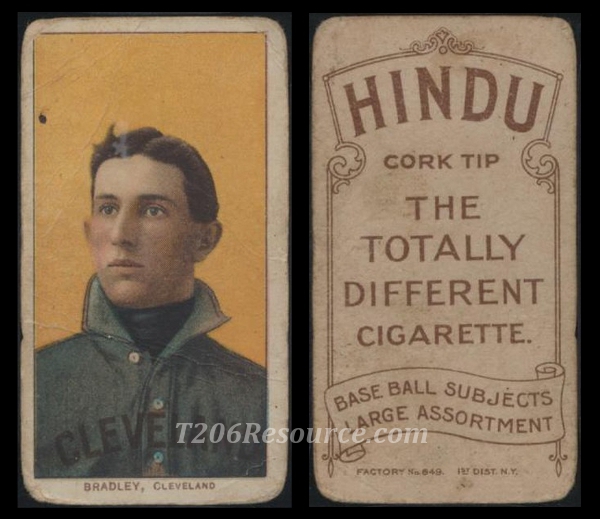 CLEVELAND
T206Resource.com
BRADLEY, CLEVELAND
HINDU
CORK TIP
THE
TOTALLY
DIFFERENT
CIGARETTE.
BASE BALL SUBJECTS
LARGE ASSORTMENT
FACTORY No. 649. 1ST DIST. N.Y.